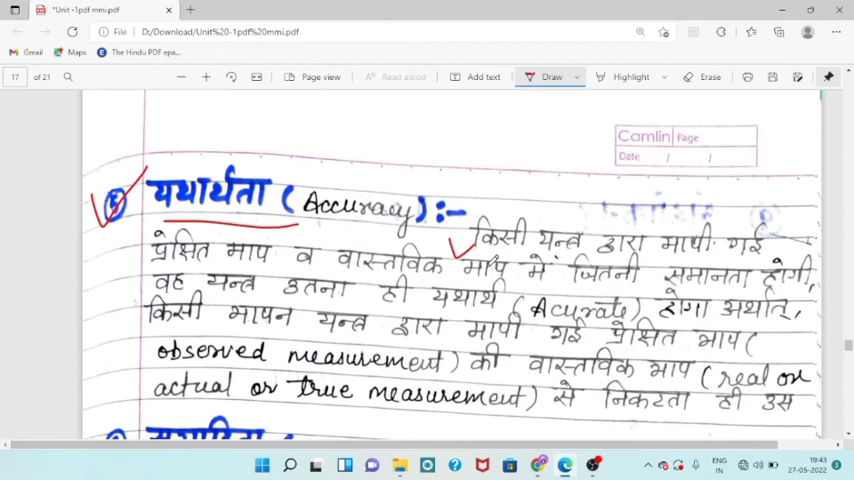 *Unit -1pdf mmi.pdf
File D:/Download/Unit%20-1pdf%20mmi.pdf
Gmail Maps The Hindu PDF epa...
17 of 21 Page view Read aloud Add text Draw Highlight Erase
Camlin Page
Date / /
यथार्थता ( Accuracy ) :-
किसी यन्त्र द्वारा मापी गई
प्रेक्षित माप व वास्तविक माप में जितनी समानता होगी,
वह यन्त्र उतना ही यथार्थ (Acurate) होगा अर्थात्,
किसी मापन यन्त्र द्वारा मापी गई प्रेक्षित माप (
observed measurement) की वास्तविक माप (real or
actual or true measurement) से निकटता ही उस
ENG
IN
19:43
27-05-2022
3